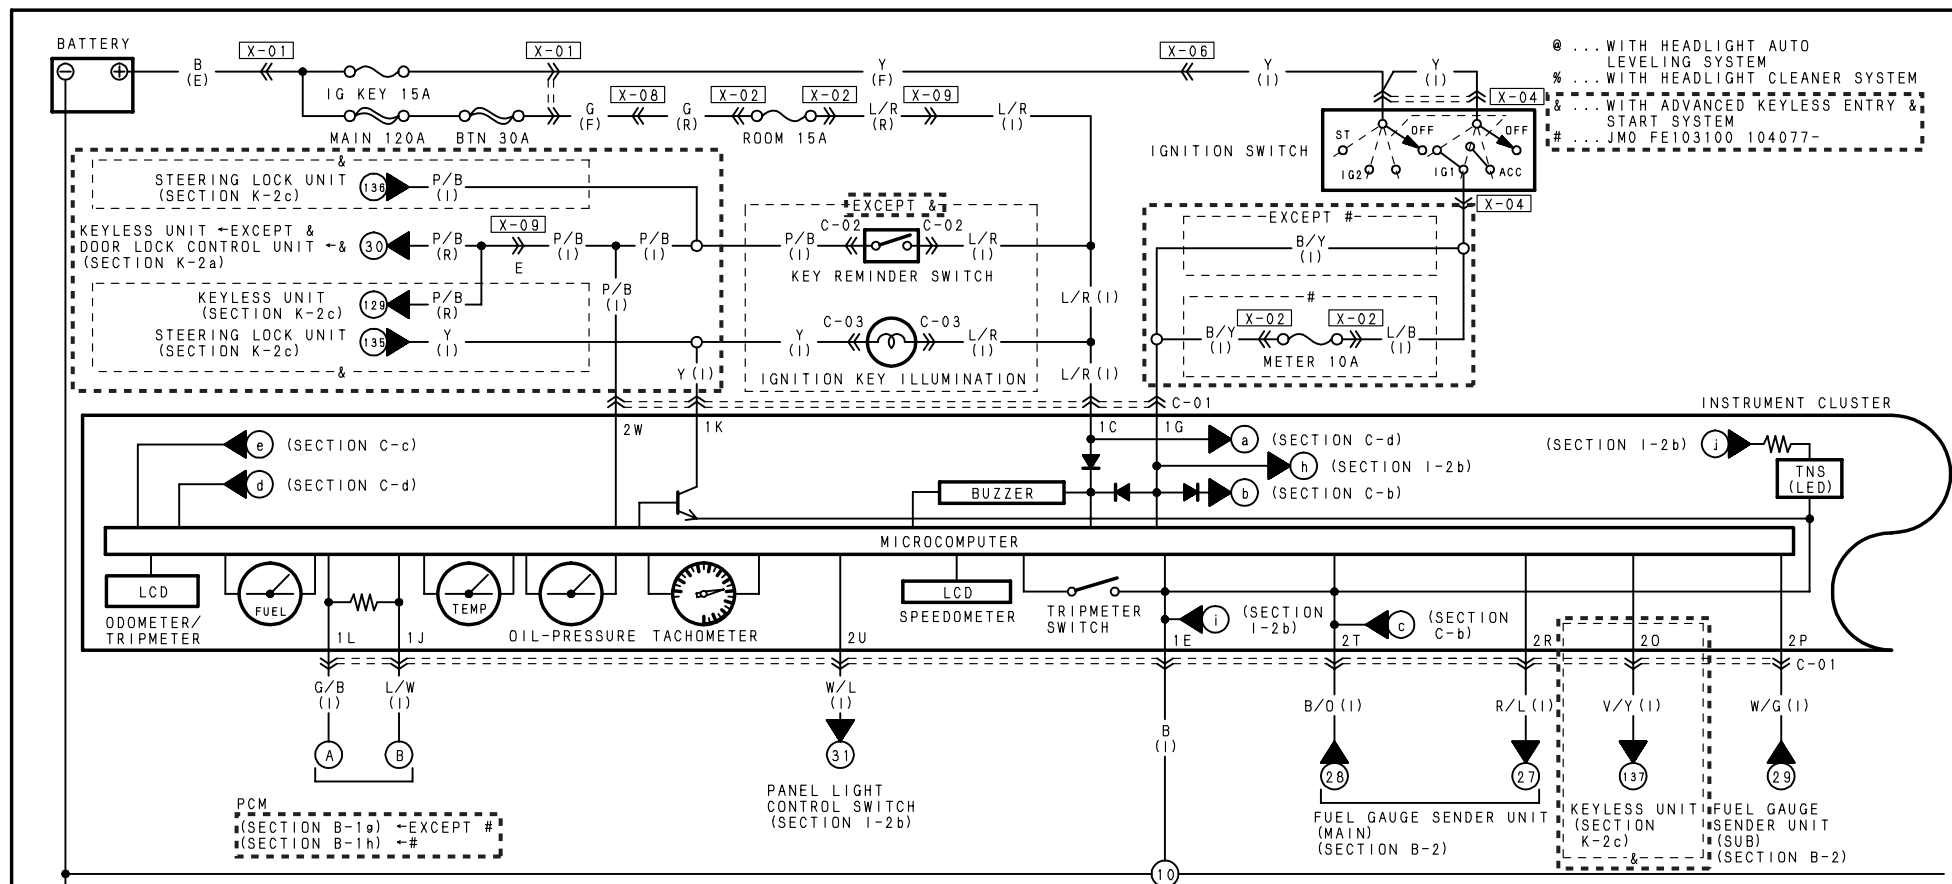 BATTERY
B
(E)
X-01
IG KEY 15A
X-01
Y
(F)
X-06
Y
(I)
Y
(I)
@ ... WITH HEADLIGHT AUTO
LEVELING SYSTEM
% ... WITH HEADLIGHT CLEANER SYSTEM
& ... WITH ADVANCED KEYLESS ENTRY &
START SYSTEM
# ... JM0 FE103100 104077-
MAIN 120A
BTN 30A
G
(F)
X-08
G
(R)
X-02
ROOM 15A
X-02
L/R
(R)
X-09
L/R
(I)
X-04
IGNITION SWITCH
ST
OFF
OFF
IG2
IG1
ACC
X-04
&
STEERING LOCK UNIT
(SECTION K-2c)
136
P/B
(I)
KEYLESS UNIT ←EXCEPT &
DOOR LOCK CONTROL UNIT ←&
(SECTION K-2a)
30
P/B
(R)
X-09
E
P/B
(I)
P/B
(I)
P/B
(I)
KEYLESS UNIT
(SECTION K-2c)
129
P/B
(R)
STEERING LOCK UNIT
(SECTION K-2c)
135
Y
(I)
&
Y(I)
EXCEPT &
P/B
(I)
C-02
C-02
L/R
(I)
KEY REMINDER SWITCH
Y
(I)
C-03
C-03
L/R
(I)
IGNITION KEY ILLUMINATION
L/R(I)
L/R(I)
EXCEPT #
B/Y
(I)
#
B/Y
(I)
X-02
X-02
L/B
(I)
METER 10A
C-01
INSTRUMENT CLUSTER
2W
1K
1C
1G
e (SECTION C-c)
d (SECTION C-d)
a (SECTION C-d)
h (SECTION I-2b)
b (SECTION C-b)
(SECTION I-2b) j
TNS
(LED)
BUZZER
MICROCOMPUTER
LCD
ODOMETER/
TRIPMETER
FUEL
TEMP
OIL-PRESSURE
TACHOMETER
LCD
SPEEDOMETER
TRIPMETER
SWITCH
i (SECTION
I-2b)
c (SECTION
C-b)
1L
1J
2U
1E
2T
2R
2O
2P
C-01
G/B
(I)
L/W
(I)
W/L
(I)
B
(I)
B/O(I)
R/L(I)
V/Y(I)
W/G(I)
A
B
31
28
27
137
29
PCM
(SECTION B-1g) ←EXCEPT #
(SECTION B-1h) ←#
PANEL LIGHT
CONTROL SWITCH
(SECTION I-2b)
FUEL GAUGE SENDER UNIT
(MAIN)
(SECTION B-2)
KEYLESS UNIT
(SECTION
K-2c)
&
FUEL GAUGE
SENDER UNIT
(SUB)
(SECTION B-2)
10